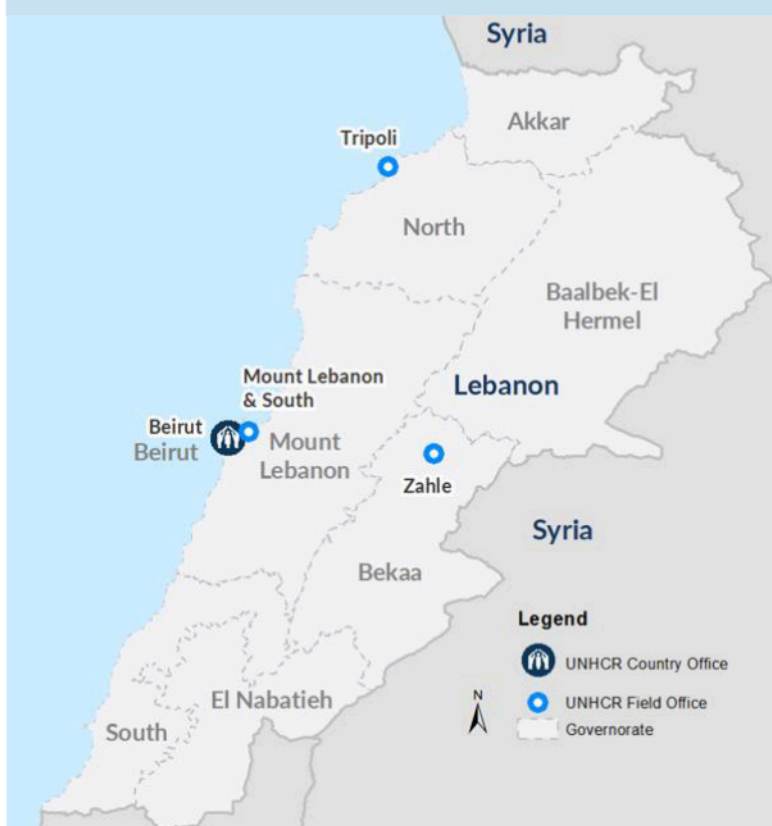 Syria
Akkar
Tripoli
North
Baalbek-El
Hermel
Mount Lebanon
& South
Lebanon
Beirut
Beirut
Mount
Lebanon
Zahle
Syria
Bekaa
Legend
UNHCR Country Office
El Nabatieh
N
UNHCR Field Office
South
Governorate